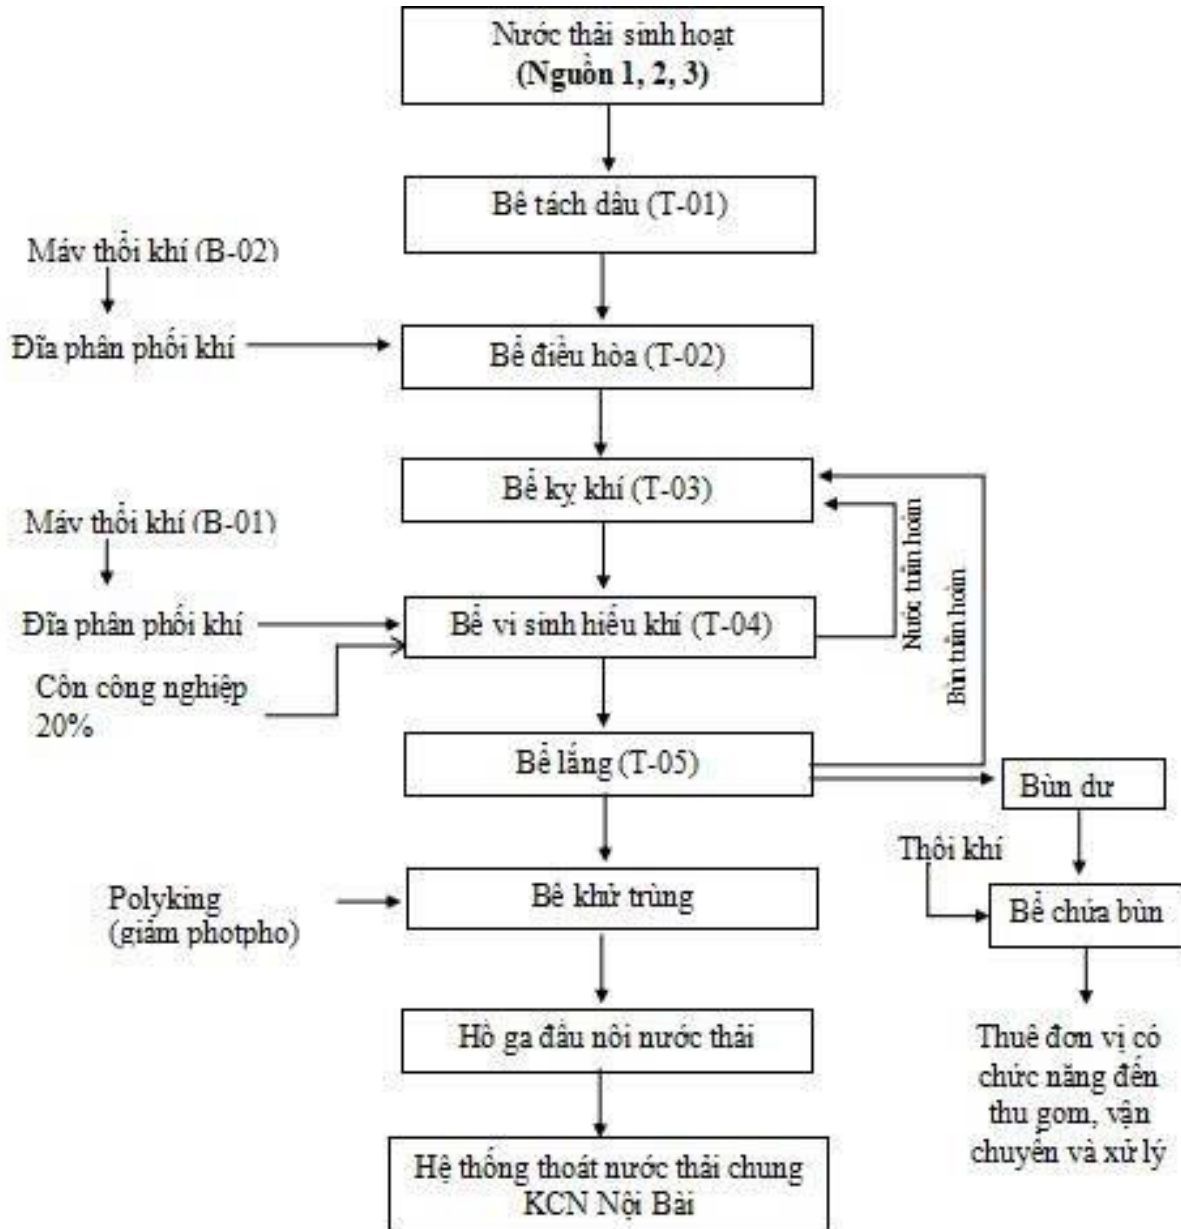 Nước thải sinh hoạt
(Nguồn 1, 2, 3)
Bể tách dầu (T-01)
Máy thổi khí (B-02)
Đĩa phân phối khí
Bể điều hòa (T-02)
Bể kỵ khí (T-03)
Máy thổi khí (B-01)
Đĩa phân phối khí
Bể vi sinh hiếu khí (T-04)
Nước tuần hoàn
Bùn tuần hoàn
Cồn công nghiệp
20%
Bể lắng (T-05)
Bùn dư
Thổi khí
Polyking
(giảm photpho)
Bể khử trùng
Bể chứa bùn
Hố ga đấu nối nước thải
Thuê đơn vị có
chức năng đến
thu gom, vận
chuyển và xử lý
Hệ thống thoát nước thải chung
KCN Nội Bài